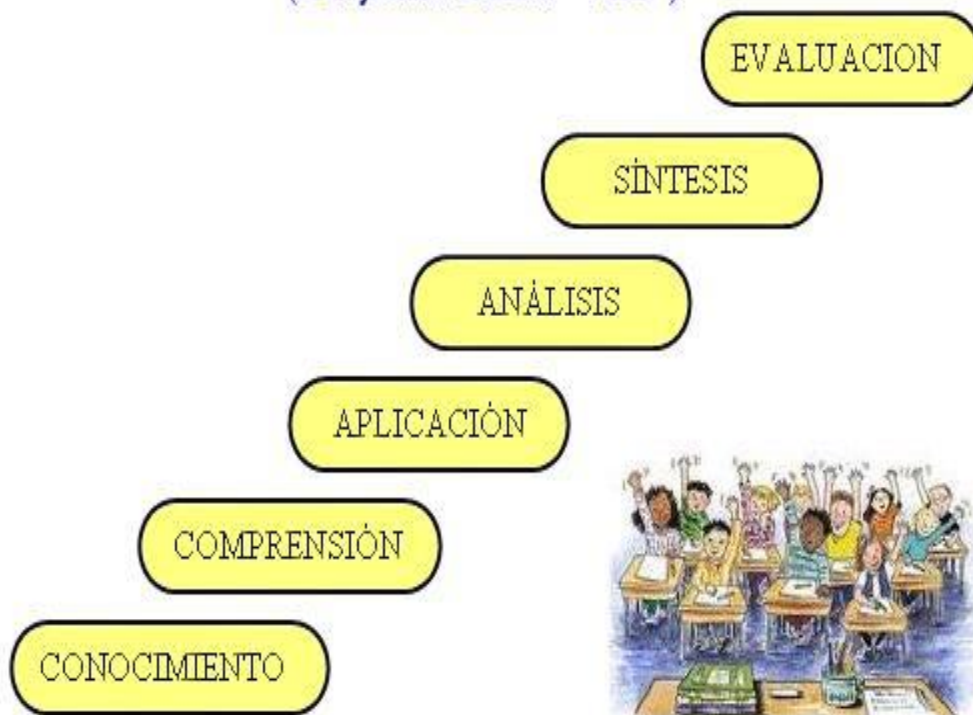 EVALUACION
SÍNTESIS
ANÁLISIS
APLICACIÓN
COMPRENSIÓN
CONOCIMIENTO